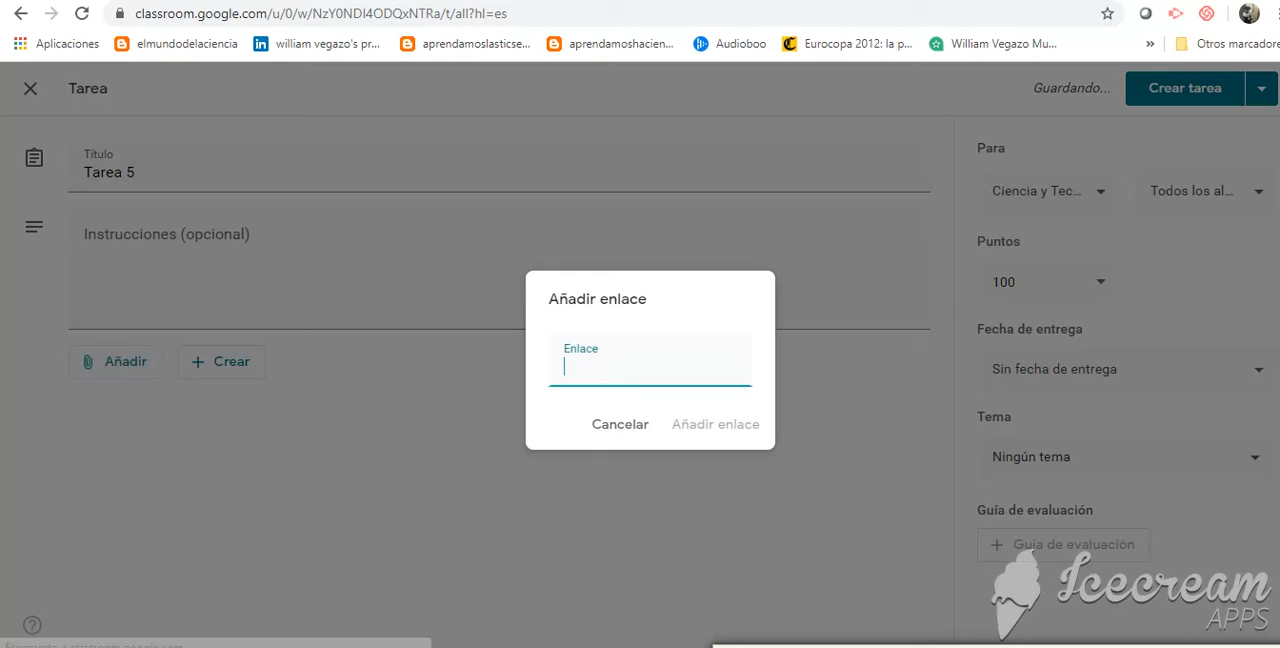 classroom.google.com/u/0/w/NzY0NDI4ODQxNTRa/t/all?hl=es
Aplicaciones elmundodelaciencia william vegazo's pr... aprendamoslasticse... aprendamoshacien... Audioboo Eurocopa 2012: la p... William Vegazo Mu... » Otros marcadore
Tarea Guardando... Crear tarea
Título
Tarea 5
Instrucciones (opcional)
Añadir + Crear
Añadir enlace
Enlace
Cancelar Añadir enlace
Para
Ciencia y Tec... Todos los al...
Puntos
100
Fecha de entrega
Sin fecha de entrega
Tema
Ningún tema
Guía de evaluación
+ Guía de evaluación
Icecream
APPS